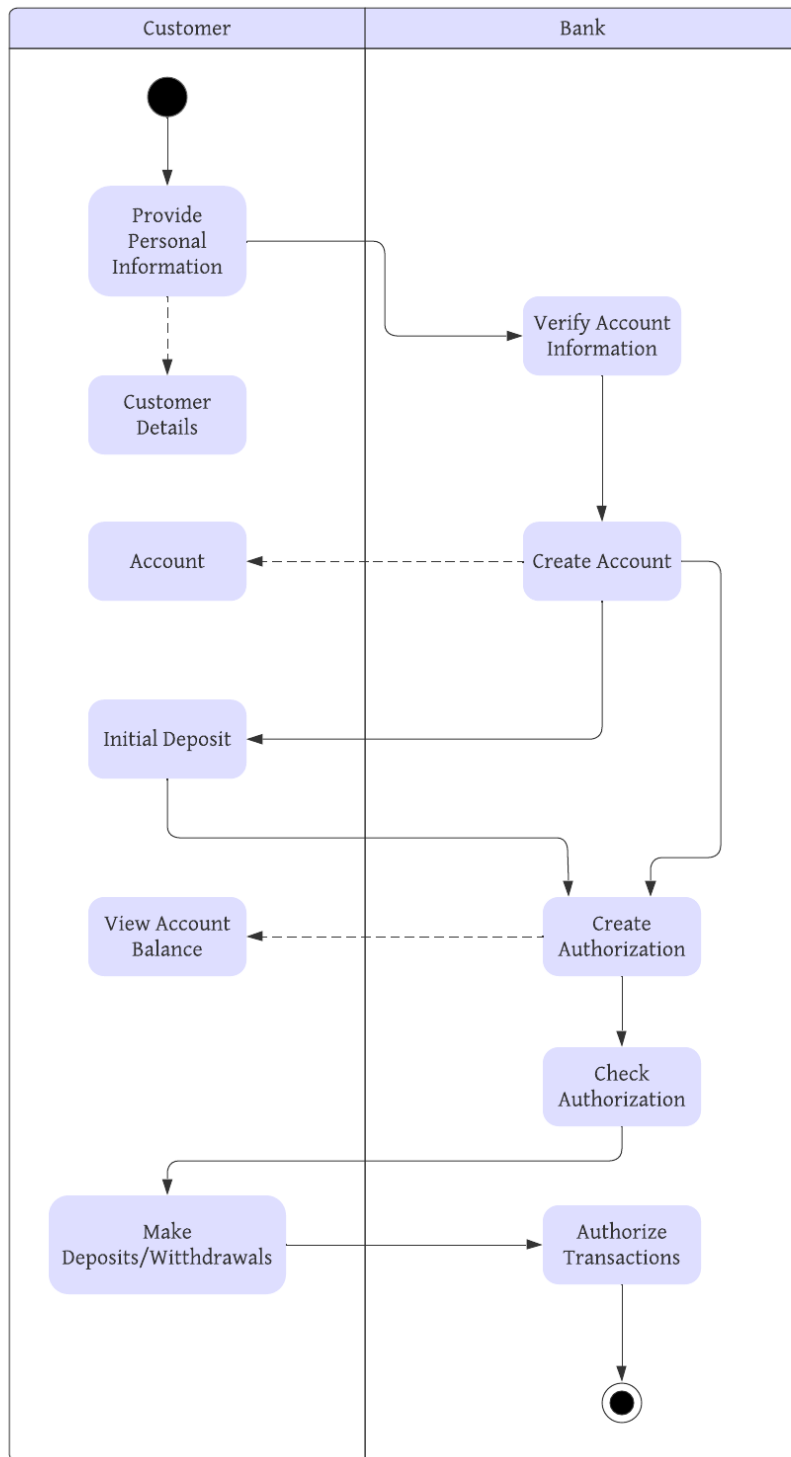 Customer
Bank
Provide
Personal
Information
Verify Account
Information
Customer
Details
Account
Create Account
Initial Deposit
View Account
Balance
Create
Authorization
Check
Authorization
Make
Deposits/Witthdrawals
Authorize
Transactions